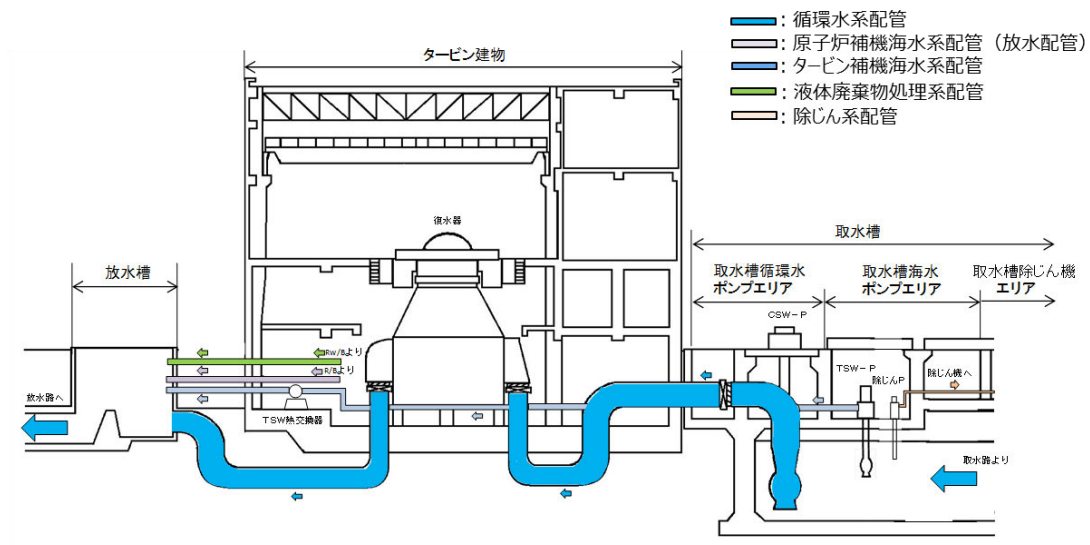 ：循環水系配管
：原子炉補機海水系配管（放水配管）
：タービン補機海水系配管
：液体廃棄物処理系配管
：除じん系配管
タービン建物
復水器
取水槽
放水槽
取水槽循環水
ポンプエリア
取水槽海水
ポンプエリア
取水槽除じん機
エリア
CSW－P
RW/Bより
R/Bより
TSW－P
除じんP
除じん機へ
放水路へ
TSW熱交換器
取水路より